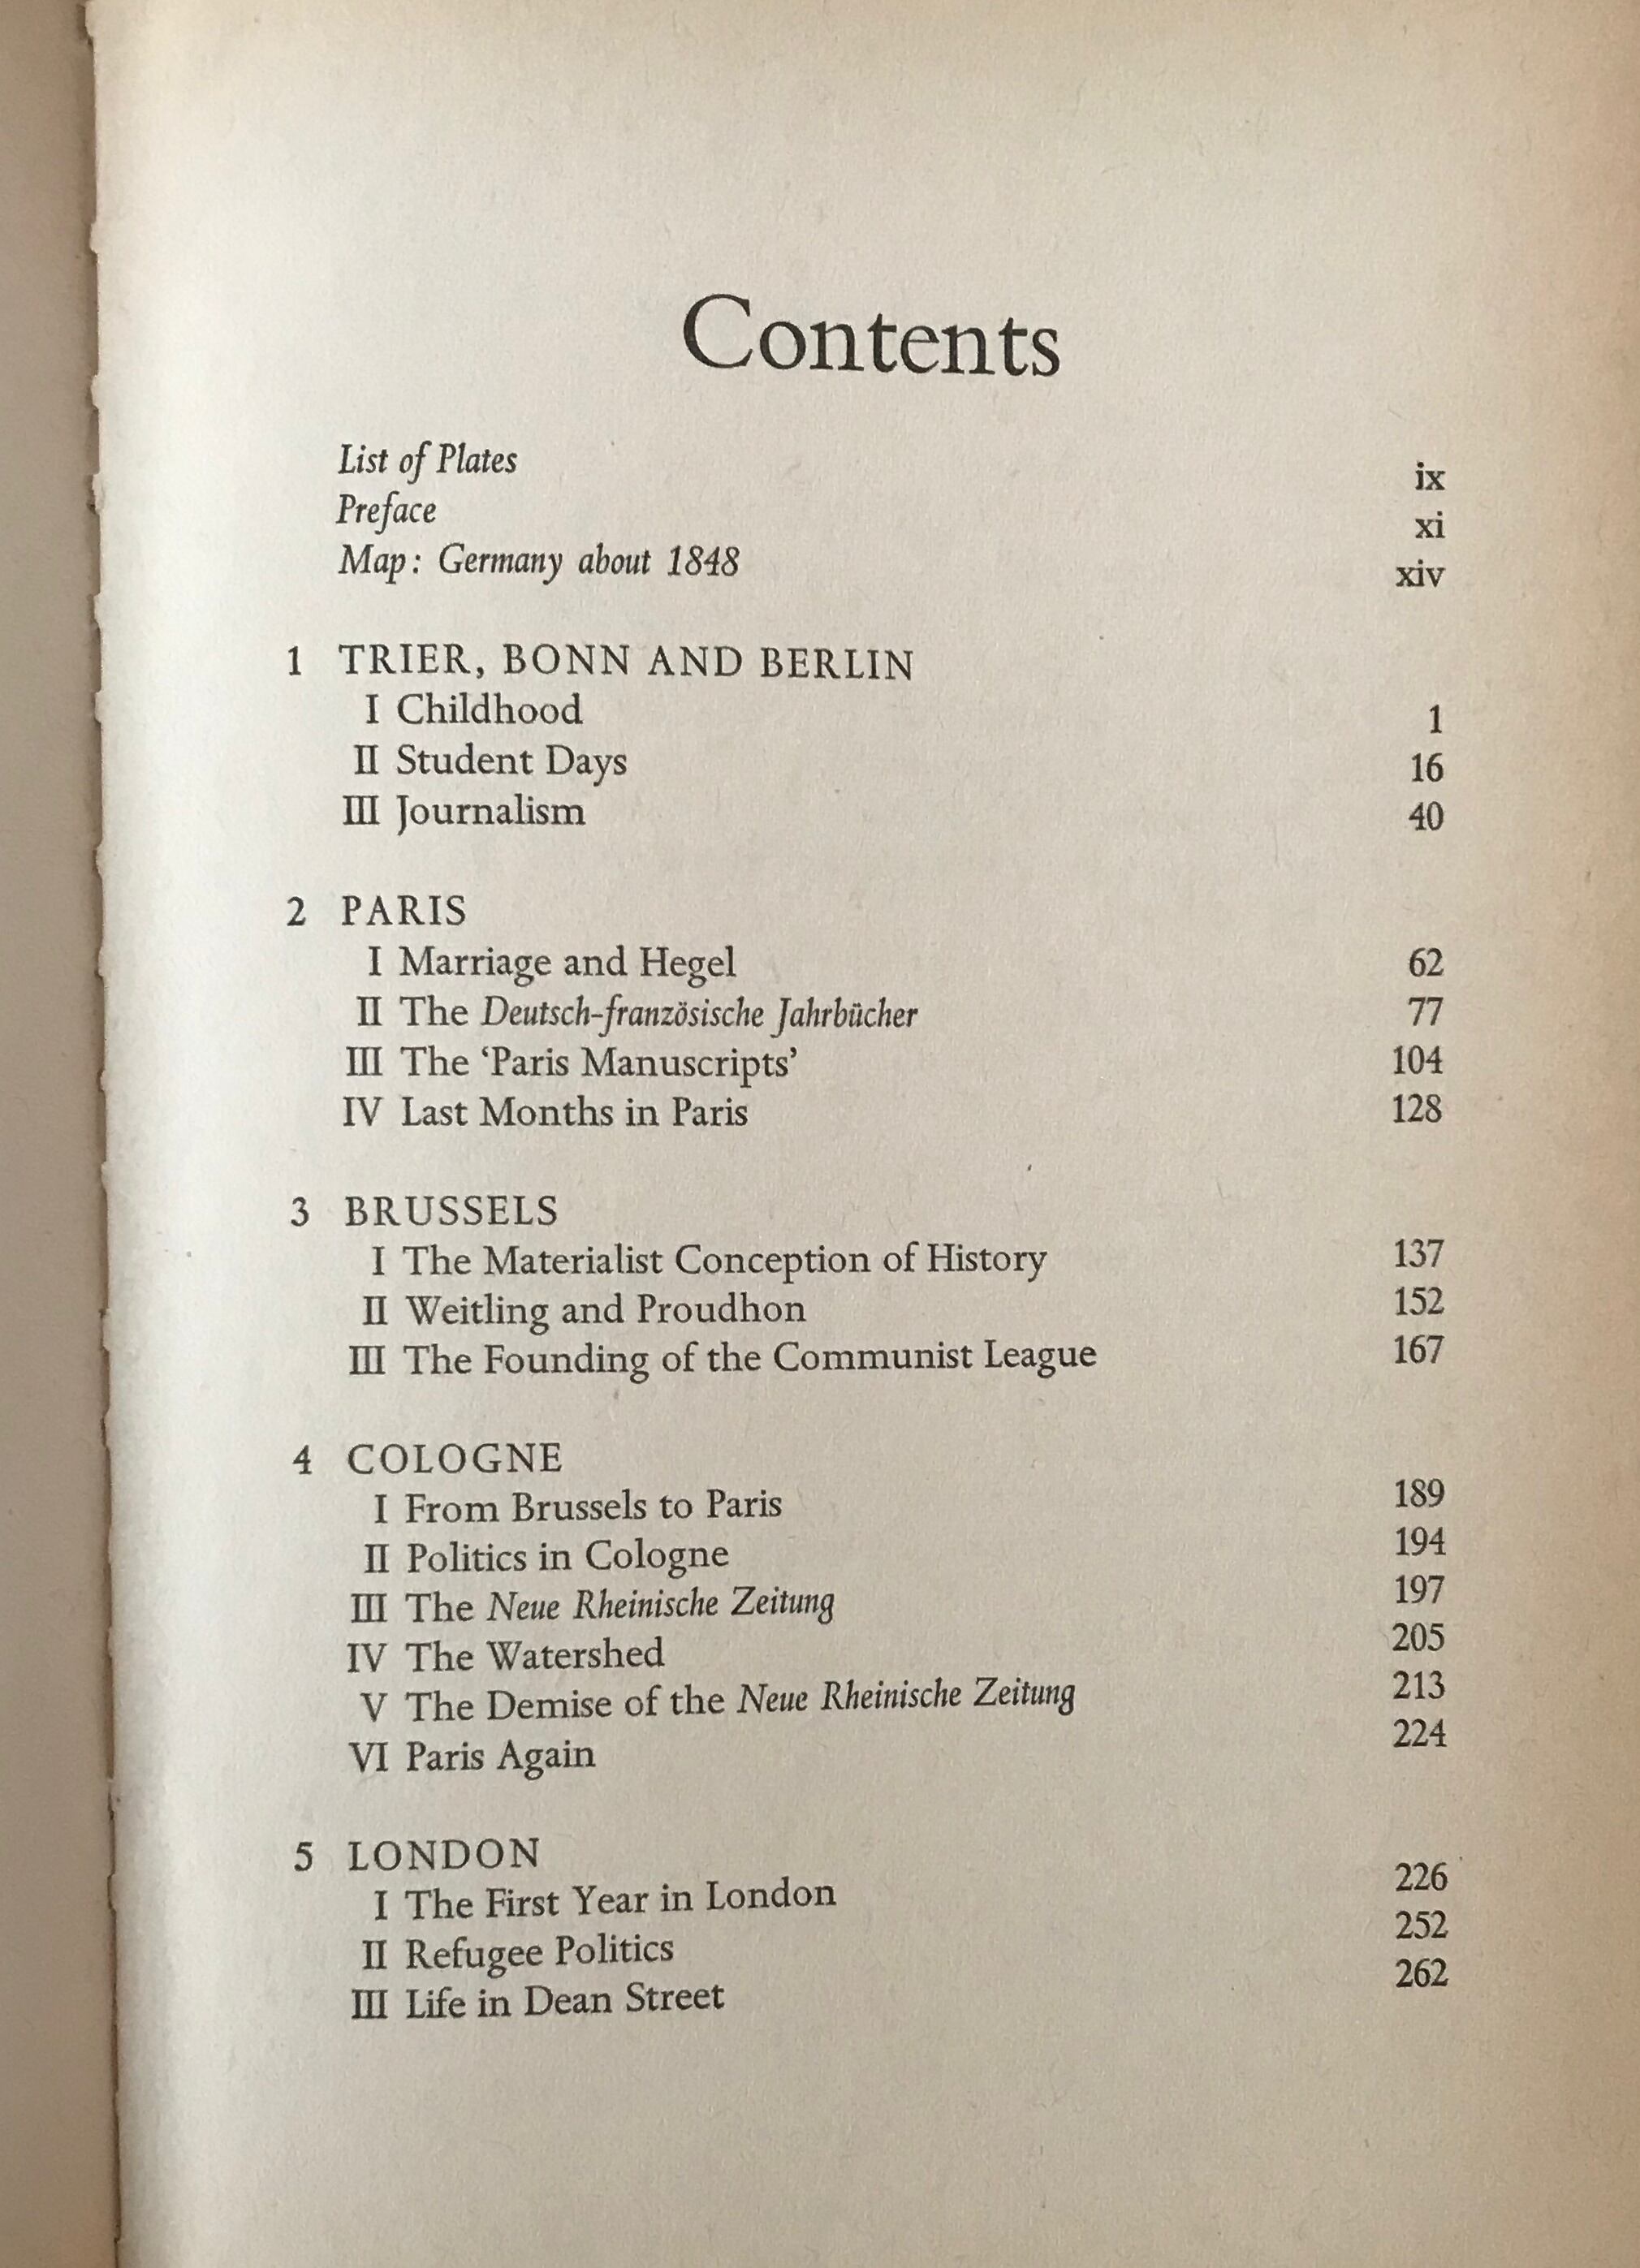 Contents
List of Plates ix
Preface xi
Map: Germany about 1848 xiv
1 TRIER, BONN AND BERLIN
I Childhood 1
II Student Days 16
III Journalism 40
2 PARIS
I Marriage and Hegel 62
II The Deutsch-französische Jahrbücher 77
III The ‘Paris Manuscripts’ 104
IV Last Months in Paris 128
3 BRUSSELS
I The Materialist Conception of History 137
II Weitling and Proudhon 152
III The Founding of the Communist League 167
4 COLOGNE
I From Brussels to Paris 189
II Politics in Cologne 194
III The Neue Rheinische Zeitung 197
IV The Watershed 205
V The Demise of the Neue Rheinische Zeitung 213
VI Paris Again 224
5 LONDON
I The First Year in London 226
II Refugee Politics 252
III Life in Dean Street 262